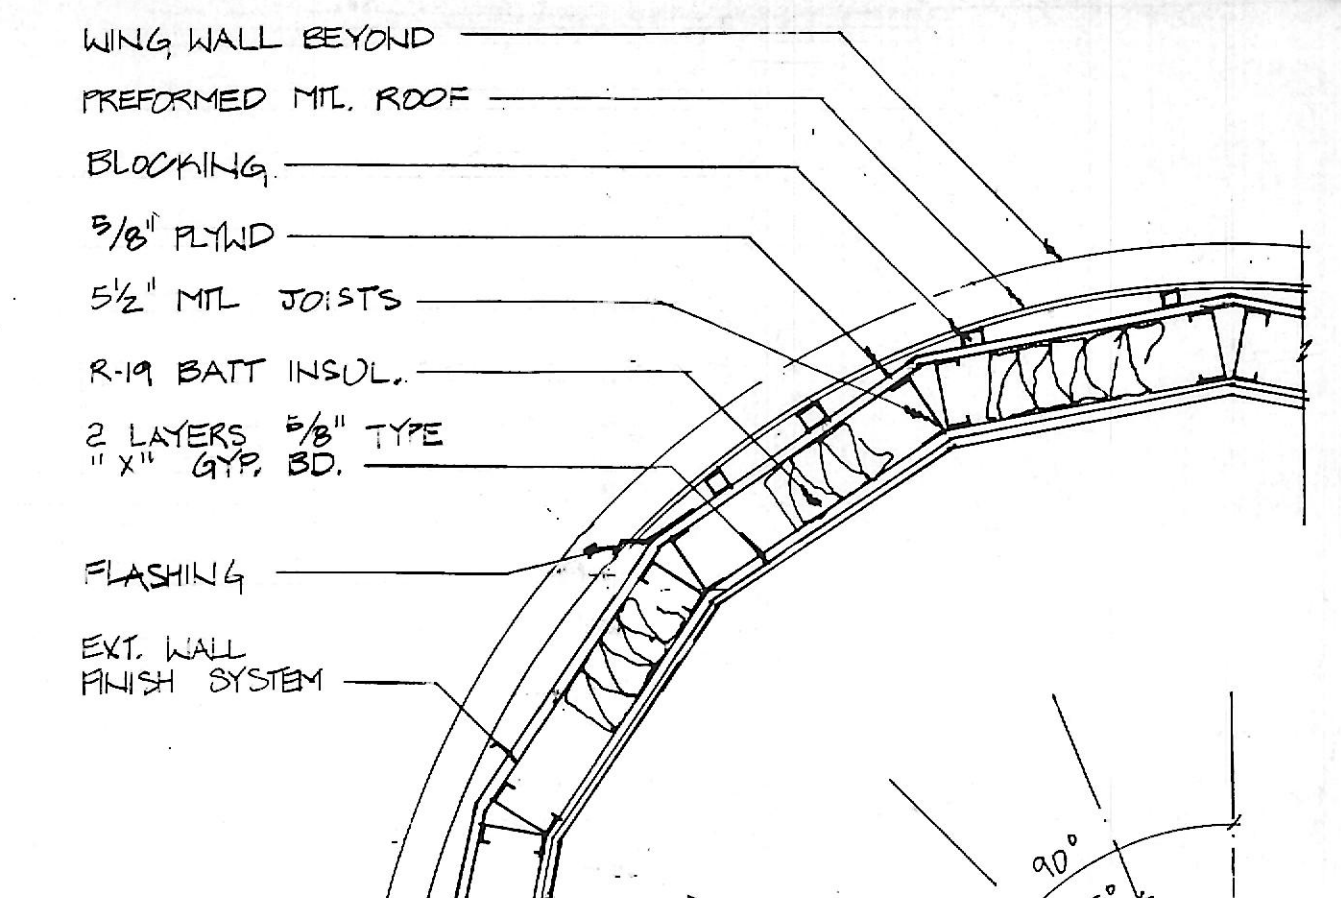 WING WALL BEYOND
PREFORMED MTL. ROOF
BLOCKING
5/8" PLYWD
5½" MTL JOISTS
R-19 BATT INSUL.
2 LAYERS 5/8" TYPE
"X" GYP. BD.
FLASHING
EXT. WALL
FINISH SYSTEM
90°